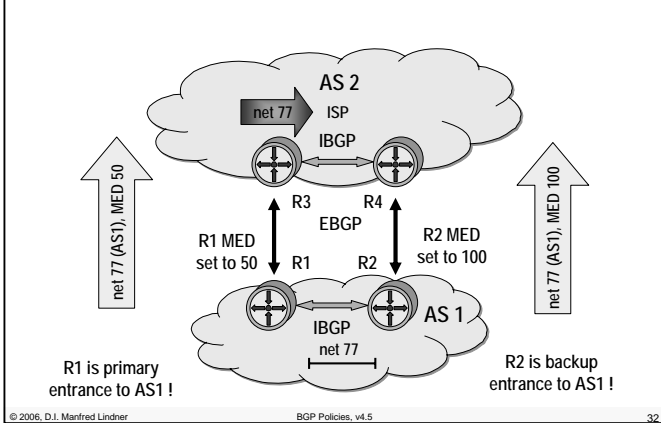 AS 2
net 77
ISP
IBGP
net 77 (AS1), MED 50
net 77 (AS1), MED 100
R3
R4
EBGP
R1 MED
set to 50
R2 MED
set to 100
R1
R2
AS 1
IBGP
net 77
R1 is primary
entrance to AS1 !
R2 is backup
entrance to AS1 !
© 2006, D.I. Manfred Lindner
BGP Policies, v4.5
32